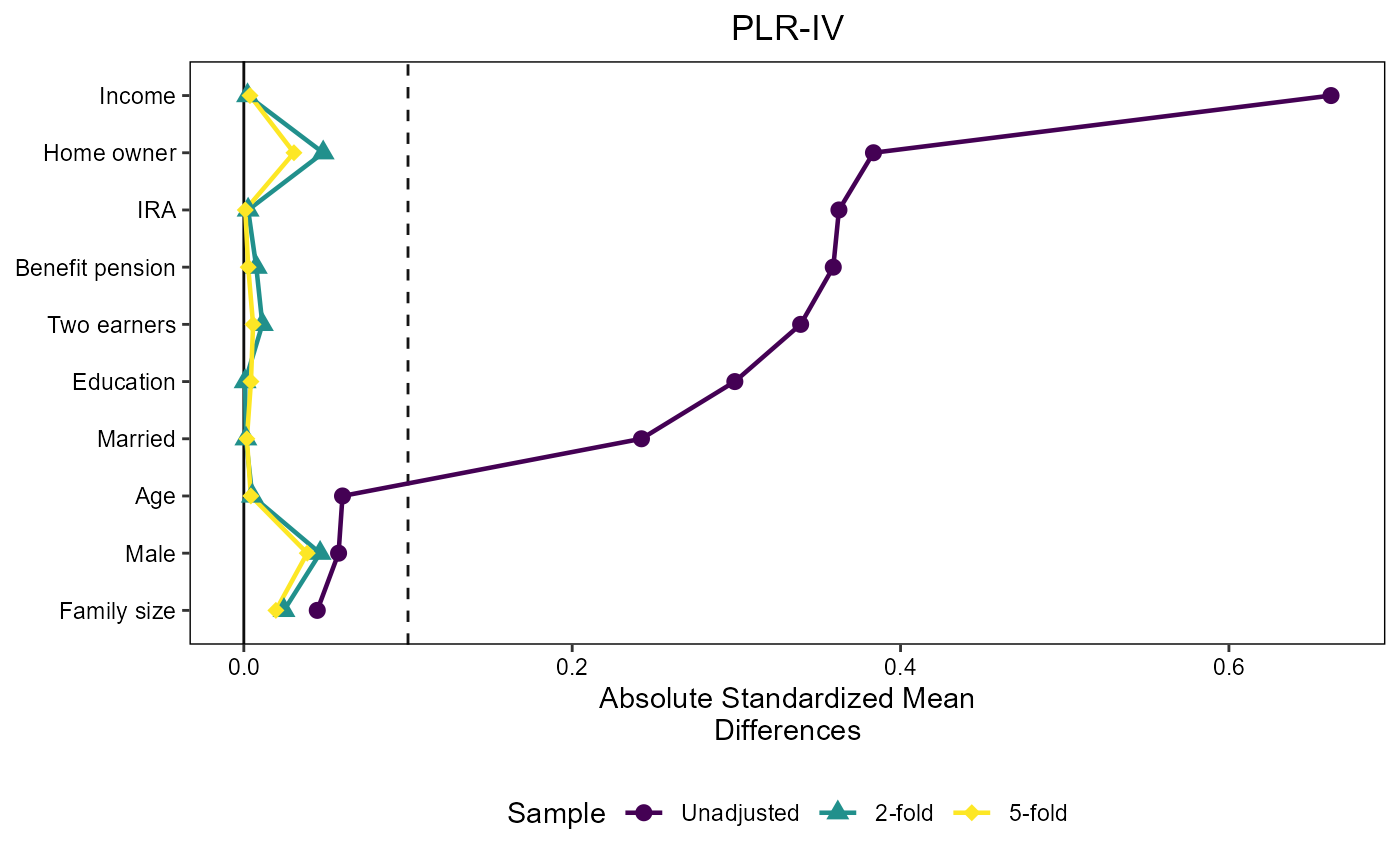 PLR-IV
Income
Home owner
IRA
Benefit pension
Two earners
Education
Married
Age
Male
Family size
0.0 0.2 0.4 0.6
Absolute Standardized Mean
Differences
Sample Unadjusted 2-fold 5-fold